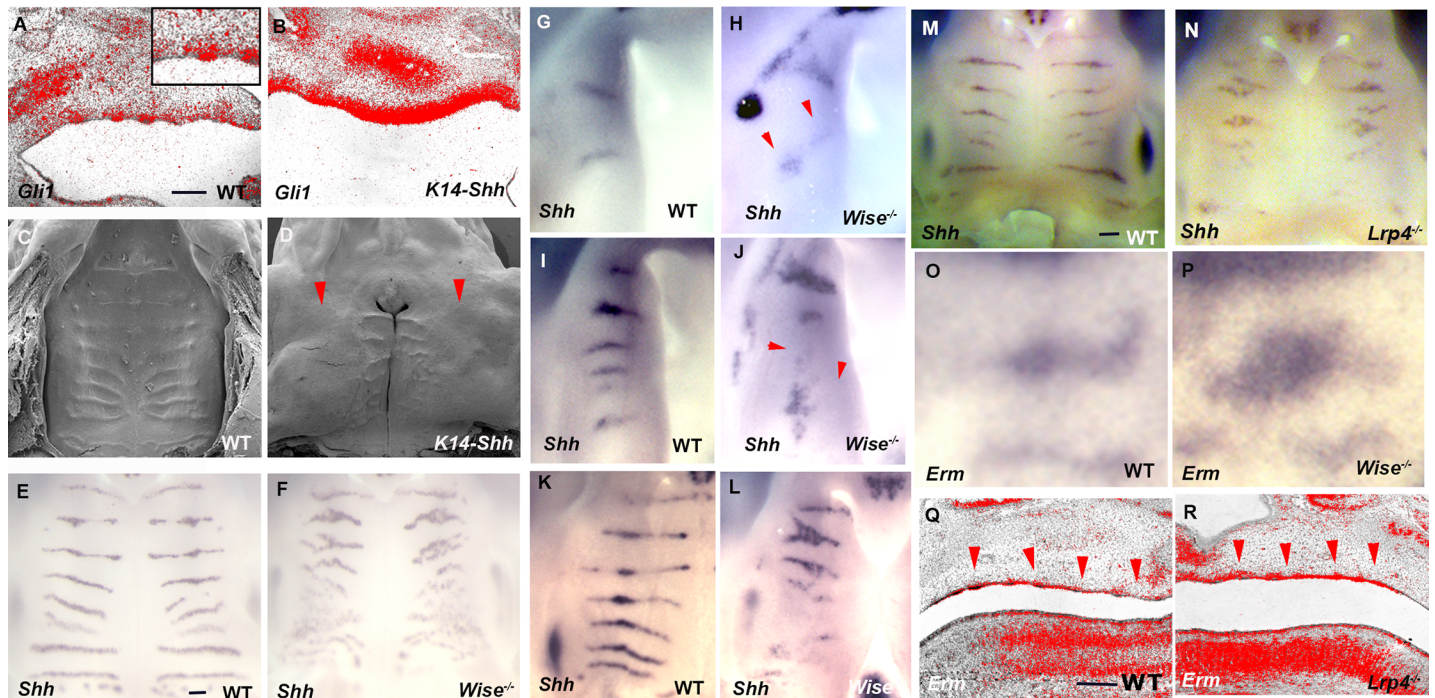 A
Gli1
WT
B
Gli1
K14-Shh
C
WT
D
K14-Shh
E
Shh
WT
F
Shh
Wise-/-
G
Shh
WT
H
Shh
Wise-/-
I
Shh
WT
J
Shh
Wise-/-
K
Shh
WT
L
Shh
Wise-/-
M
Shh
WT
N
Shh
Lrp4-/-
O
Erm
WT
P
Erm
Wise-/-
Q
Erm
WT
R
Erm
Lrp4-/-